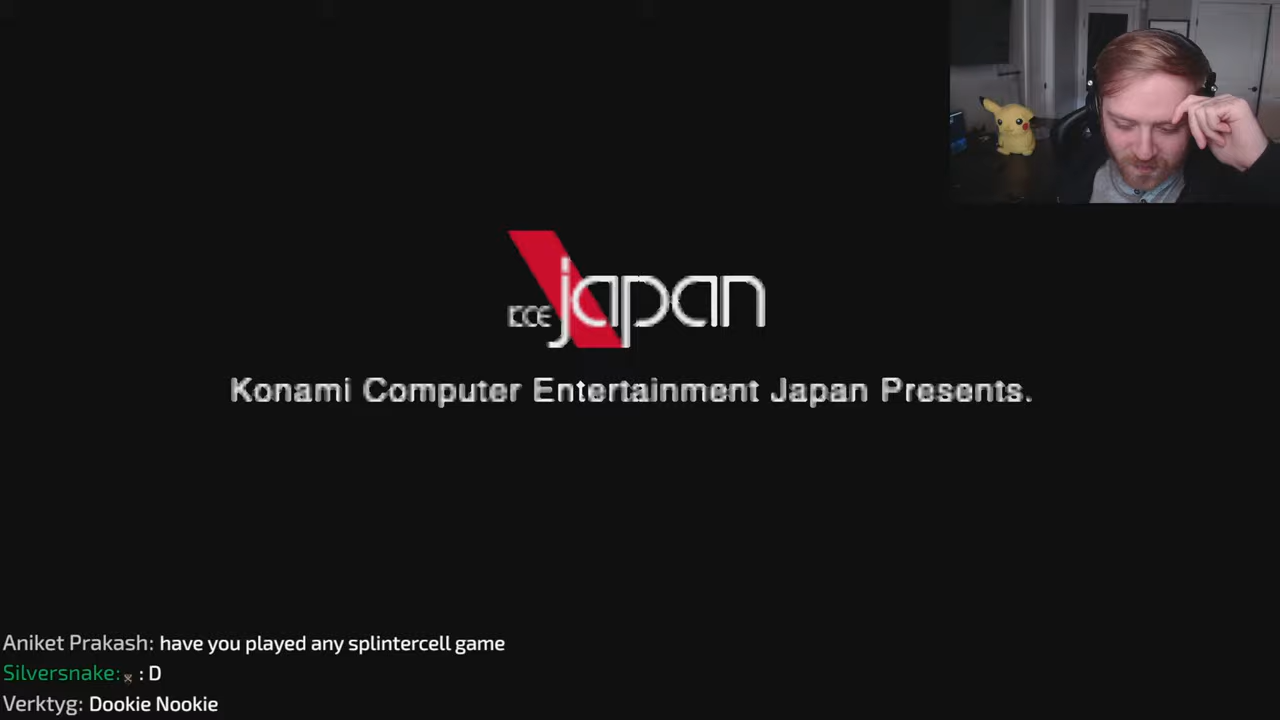 KCE japan
Konami Computer Entertainment Japan Presents.
Aniket Prakash: have you played any splintercell game
Silversnake: : D
Verktyg: Dookie Nookie